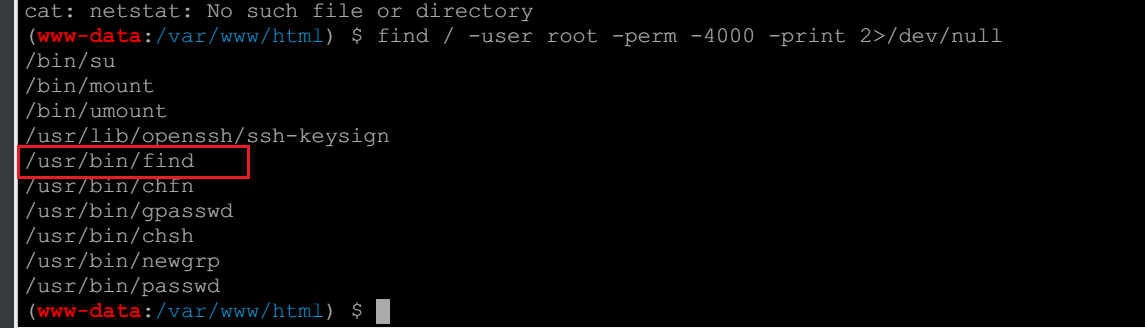 cat: netstat: No such file or directory
(www-data:/var/www/html) $ find / -user root -perm -4000 -print 2>/dev/null
/bin/su
/bin/mount
/bin/umount
/usr/lib/openssh/ssh-keysign
/usr/bin/find
/usr/bin/chfn
/usr/bin/gpasswd
/usr/bin/chsh
/usr/bin/newgrp
/usr/bin/passwd
(www-data:/var/www/html) $